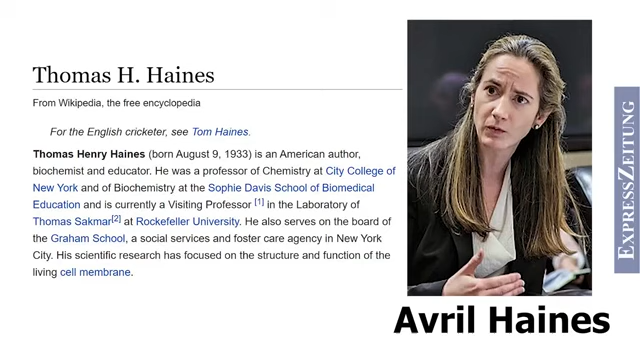 Thomas H. Haines
From Wikipedia, the free encyclopedia
For the English cricketer, see Tom Haines.
Thomas Henry Haines (born August 9, 1933) is an American author,
biochemist and educator. He was a professor of Chemistry at City College of
New York and of Biochemistry at the Sophie Davis School of Biomedical
Education and is currently a Visiting Professor [1] in the Laboratory of
Thomas Sakmar[2] at Rockefeller University. He also serves on the board of
the Graham School, a social services and foster care agency in New York
City. His scientific research has focused on the structure and function of the
living cell membrane.
Avril Haines
EXPRESSZEITUNG